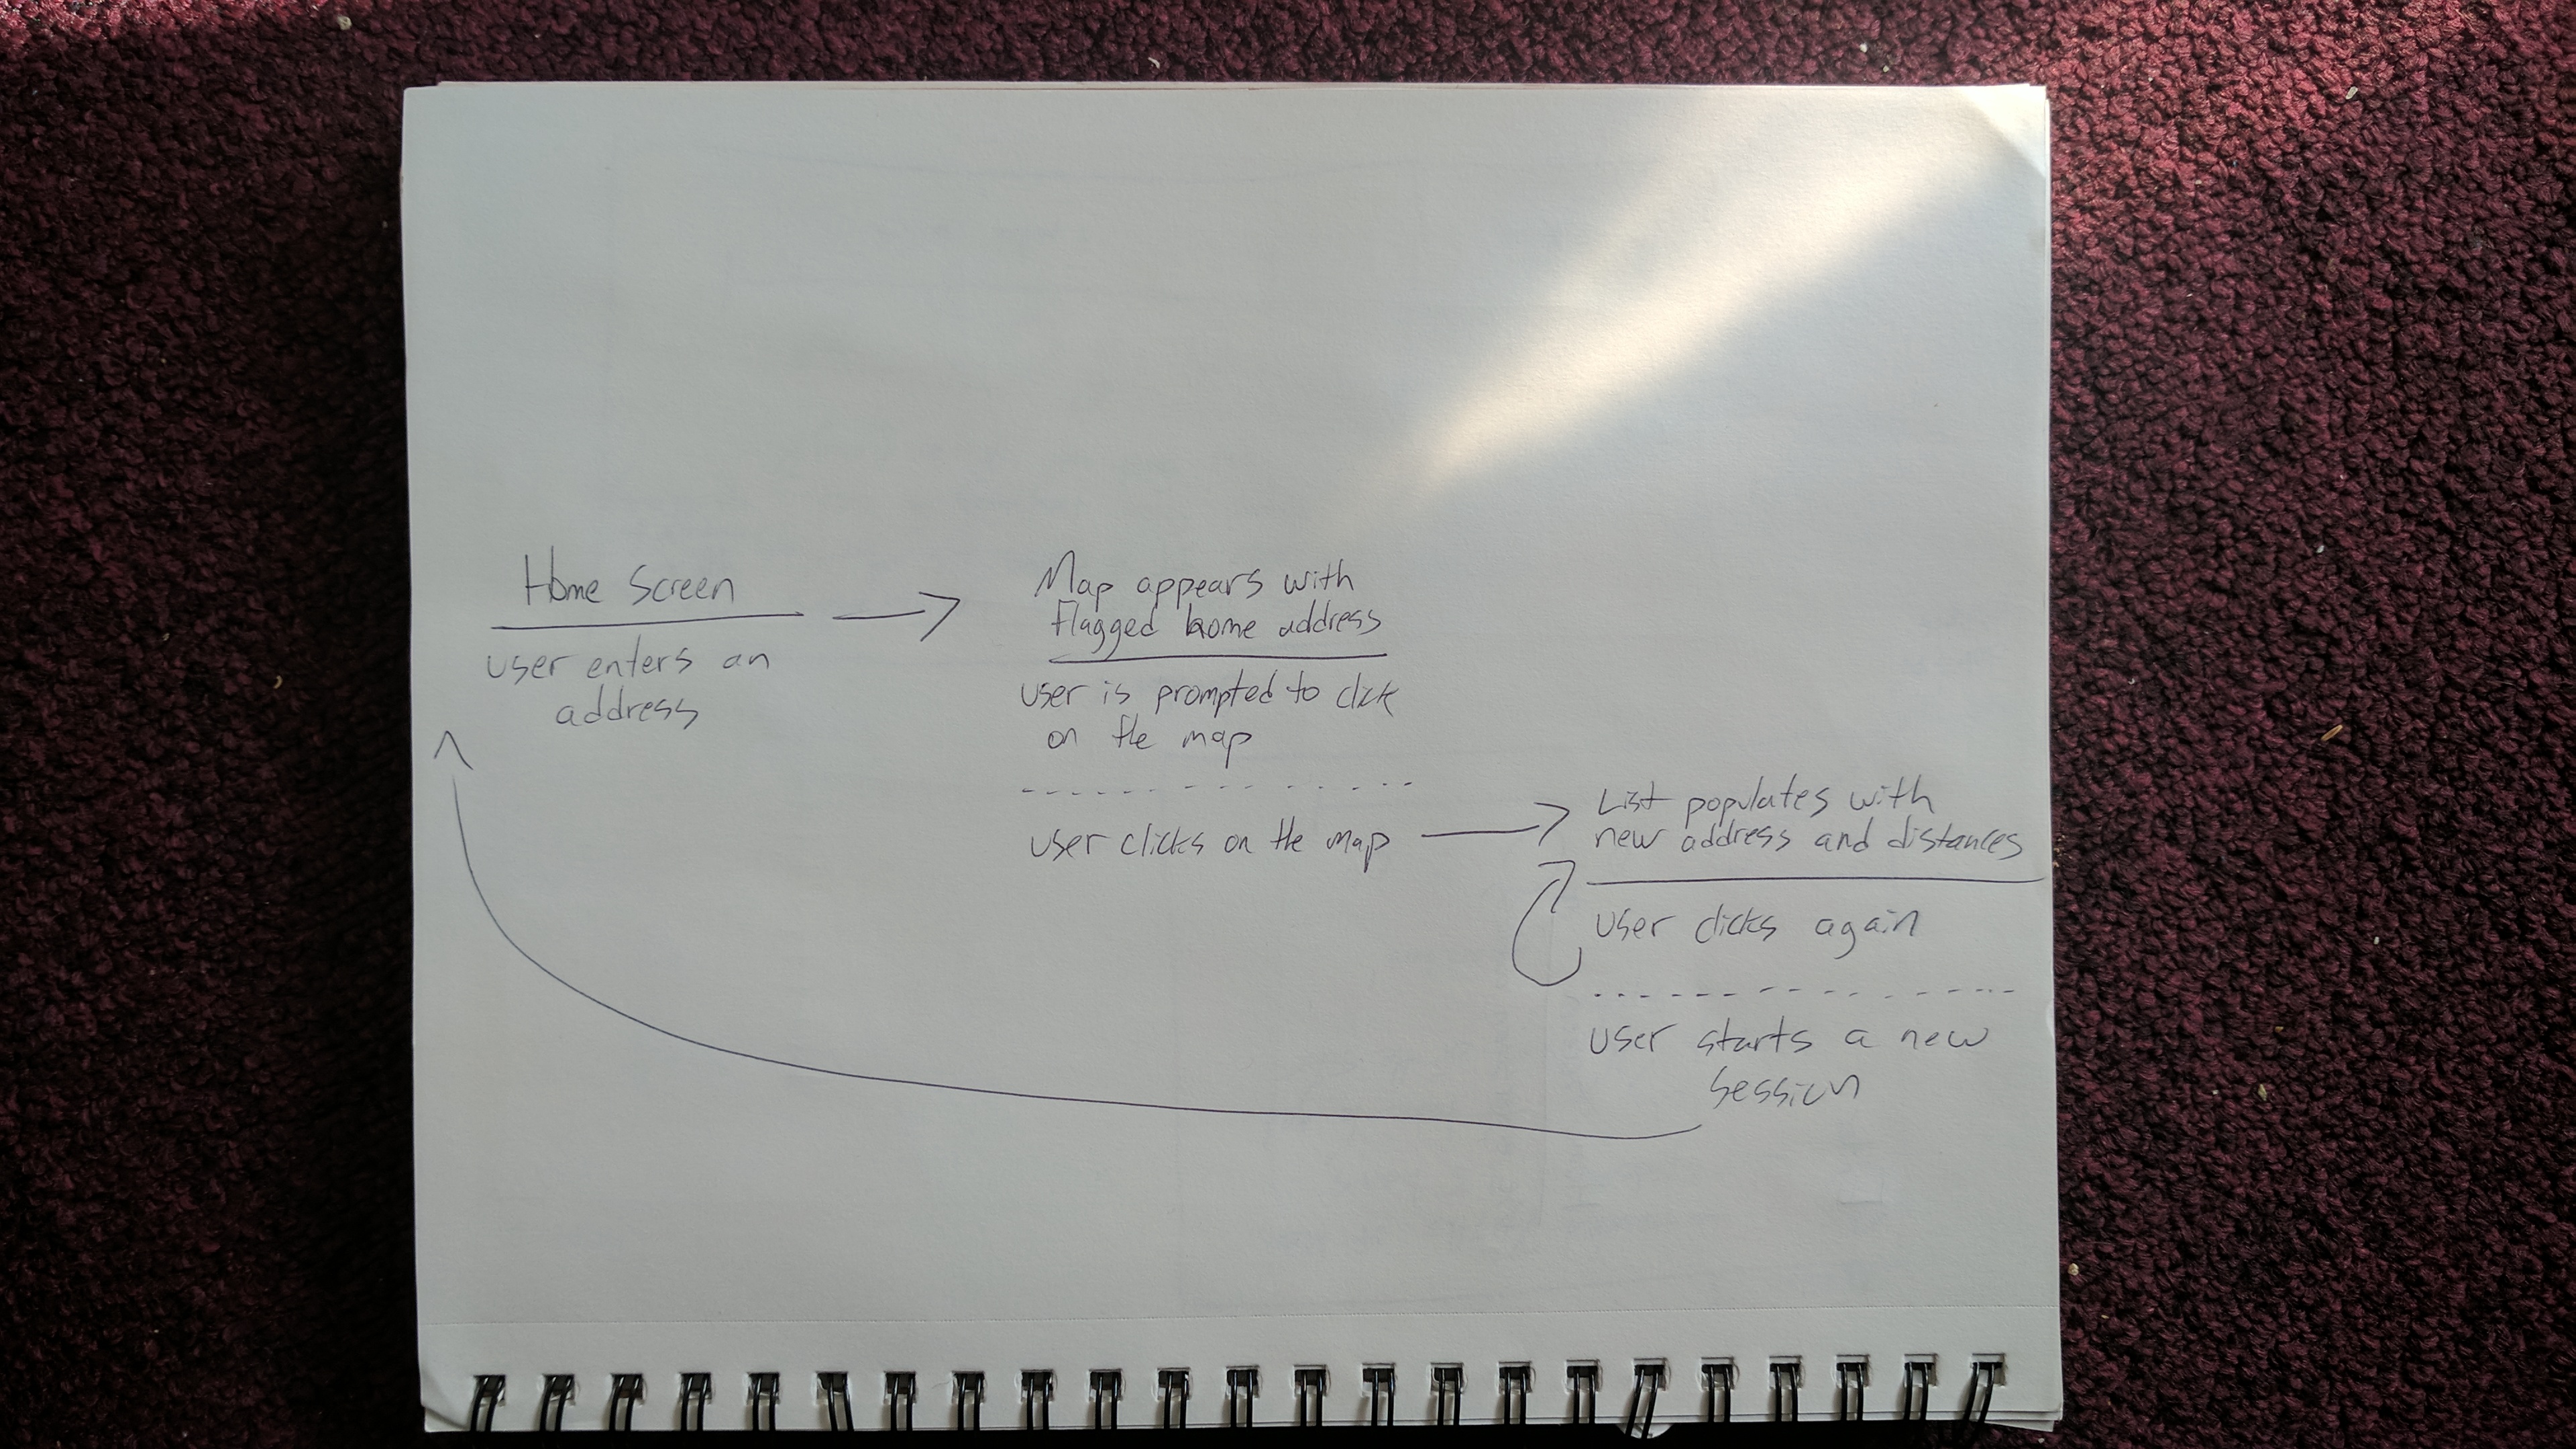 Home Screen
user enters an
address
Map appears with
flagged home address
user is prompted to click
on the map
user clicks on the map
List populates with
new address and distances
user clicks again
user starts a new
session